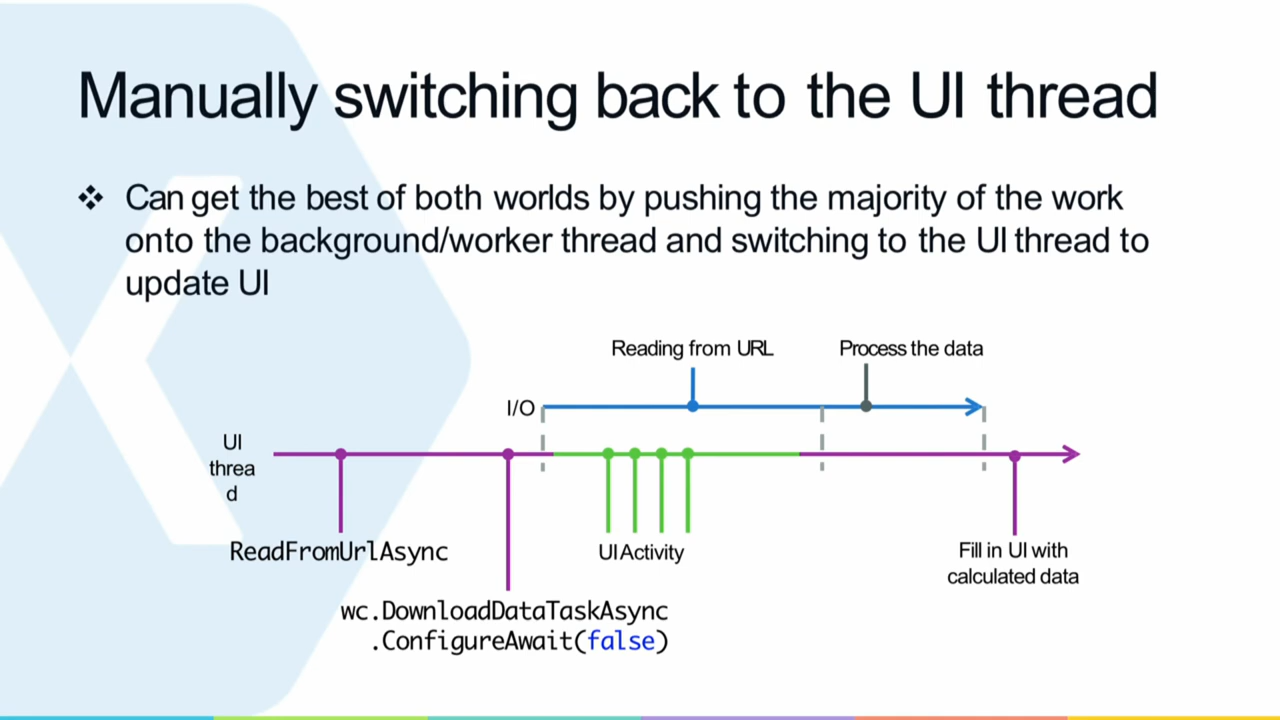 Manually switching back to the UI thread
❖ Can get the best of both worlds by pushing the majority of the work
onto the background/worker thread and switching to the UI thread to
update UI
Reading from URL
Process the data
I/O
UI
threa
d
ReadFromUrlAsync
UI Activity
Fill in UI with
calculated data
wc.DownloadDataTaskAsync
.ConfigureAwait(false)